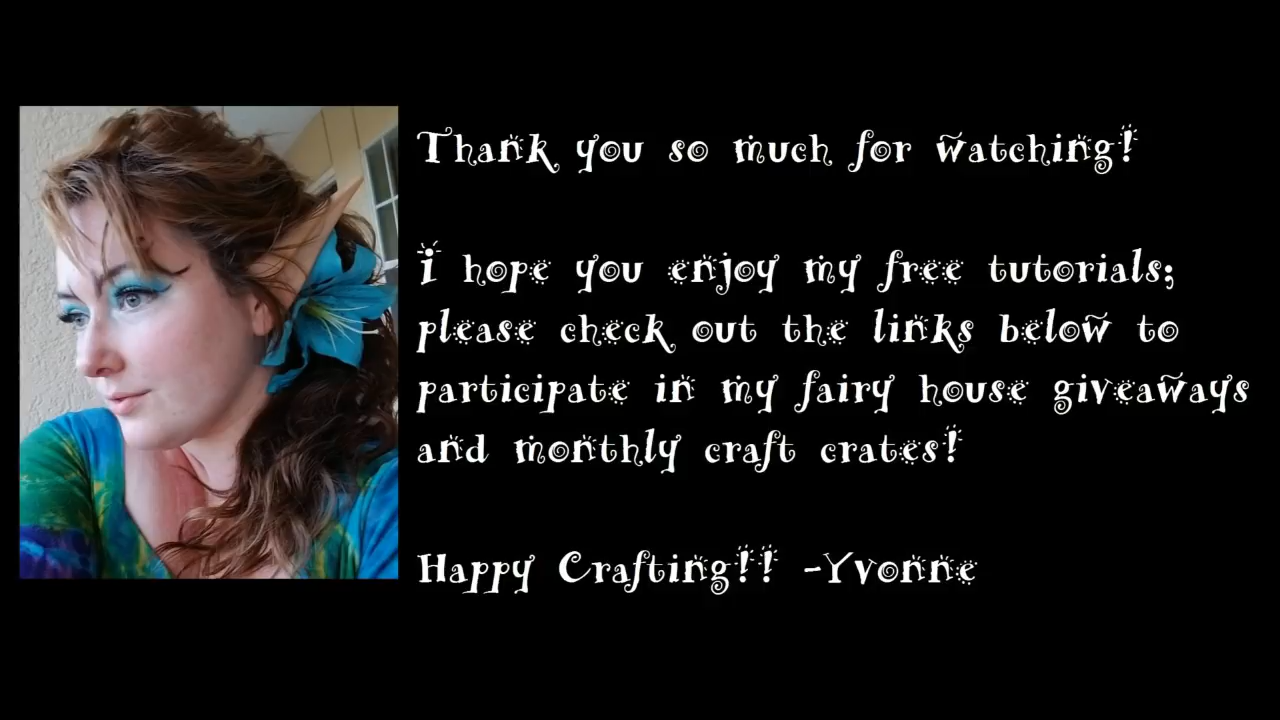 Thank you so much for watching!
I hope you enjoy my free tutorials;
please check out the links below to
participate in my fairy house giveaways
and monthly craft crates!
Happy Crafting!! -Yvonne